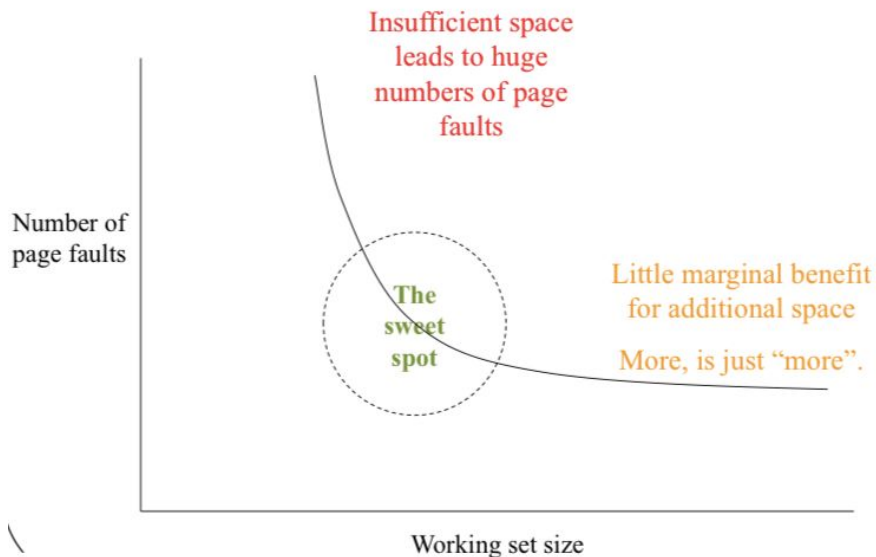 Insufficient space
leads to huge
numbers of page
faults
Number of
page faults
The
sweet
spot
Little marginal benefit
for additional space
More, is just “more”.
Working set size